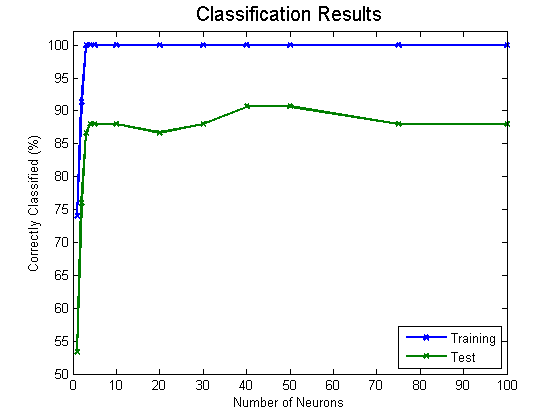 Classification Results
100
95
90
85
80
75
70
65
60
55
50
Correctly Classified (%)
0 10 20 30 40 50 60 70 80 90 100
Number of Neurons
Training
Test